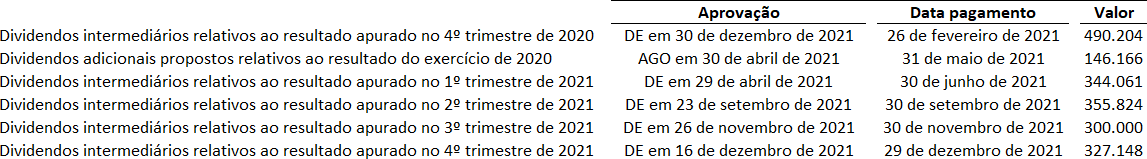 Aprovação Data pagamento Valor
Dividendos intermediários relativos ao resultado apurado no 4º trimestre de 2020 DE em 30 de dezembro de 2021 26 de fevereiro de 2021 490.204
Dividendos adicionais propostos relativos ao resultado do exercício de 2020 AGO em 30 de abril de 2021 31 de maio de 2021 146.166
Dividendos intermediários relativos ao resultado apurado no 1º trimestre de 2021 DE em 29 de abril de 2021 30 de junho de 2021 344.061
Dividendos intermediários relativos ao resultado apurado no 2º trimestre de 2021 DE em 23 de setembro de 2021 30 de setembro de 2021 355.824
Dividendos intermediários relativos ao resultado apurado no 3º trimestre de 2021 DE em 26 de novembro de 2021 30 de novembro de 2021 300.000
Dividendos intermediários relativos ao resultado apurado no 4º trimestre de 2021 DE em 16 de dezembro de 2021 29 de dezembro de 2021 327.148